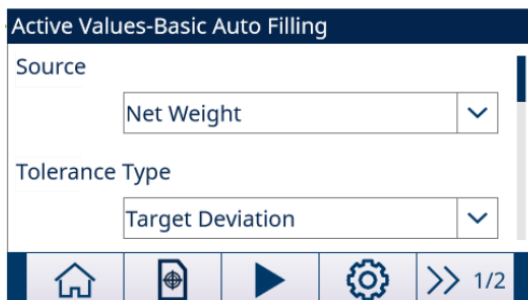 Active Values-Basic Auto Filling
Source
Net Weight
Tolerance Type
Target Deviation
1/2